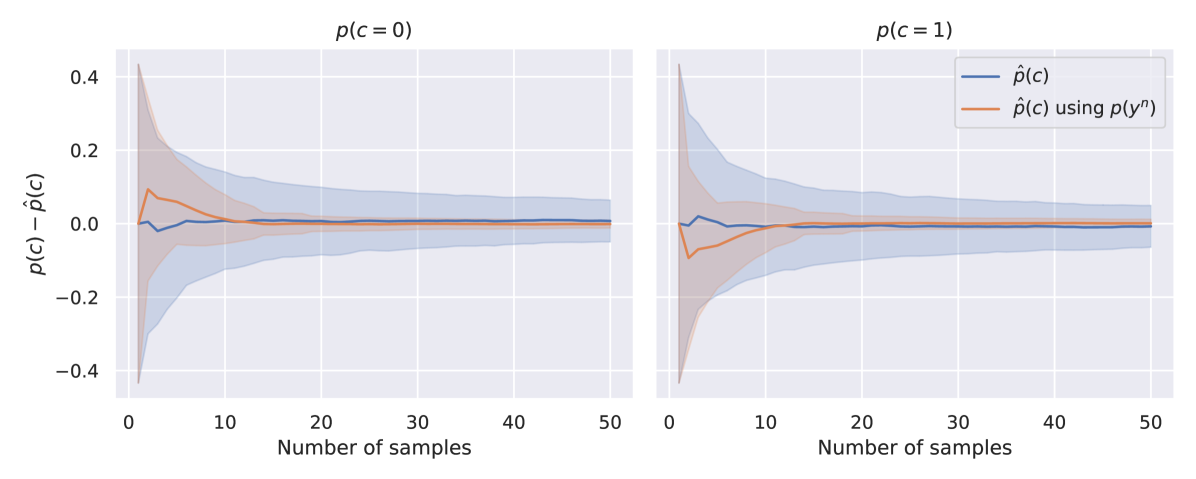 p(c = 0)
p(c = 1)
p(c) − p̂(c)
0.4
0.2
0.0
−0.2
−0.4
p̂(c)
p̂(c) using p(yⁿ)
0 10 20 30 40 50
0 10 20 30 40 50
Number of samples
Number of samples